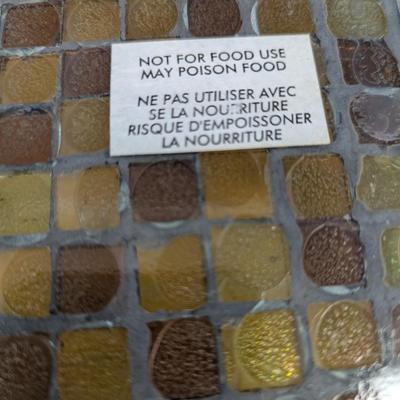 NOT FOR FOOD USE
MAY POISON FOOD
NE PAS UTILISER AVEC
SE LA NOURRITURE
RISQUE D'EMPOISSONER
LA NOURRITURE